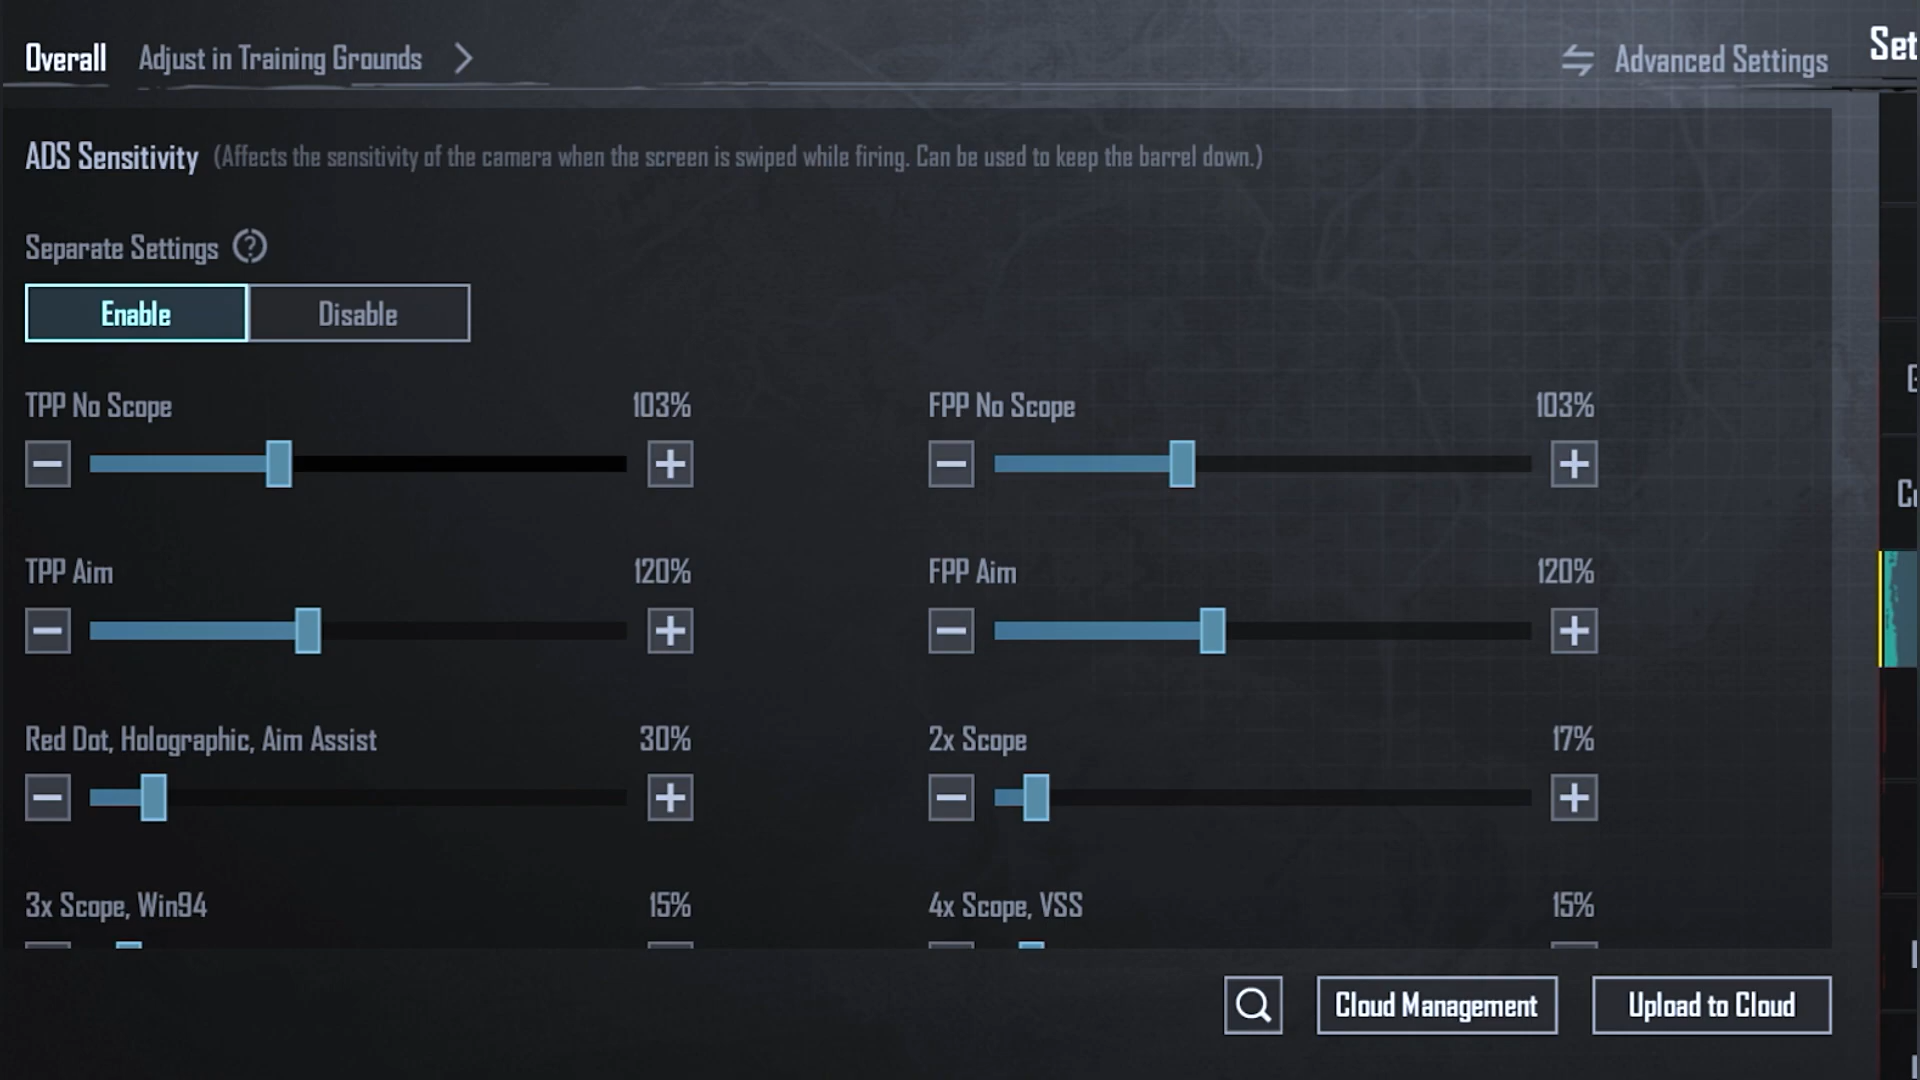 Overall
Adjust in Training Grounds
Advanced Settings
Set
ADS Sensitivity (Affects the sensitivity of the camera when the screen is swiped while firing. Can be used to keep the barrel down.)
Separate Settings ?
Enable
Disable
TPP No Scope 103%
FPP No Scope 103%
TPP Aim 120%
FPP Aim 120%
Red Dot, Holographic, Aim Assist 30%
2x Scope 17%
3x Scope, Win94 15%
4x Scope, VSS 15%
Cloud Management
Upload to Cloud